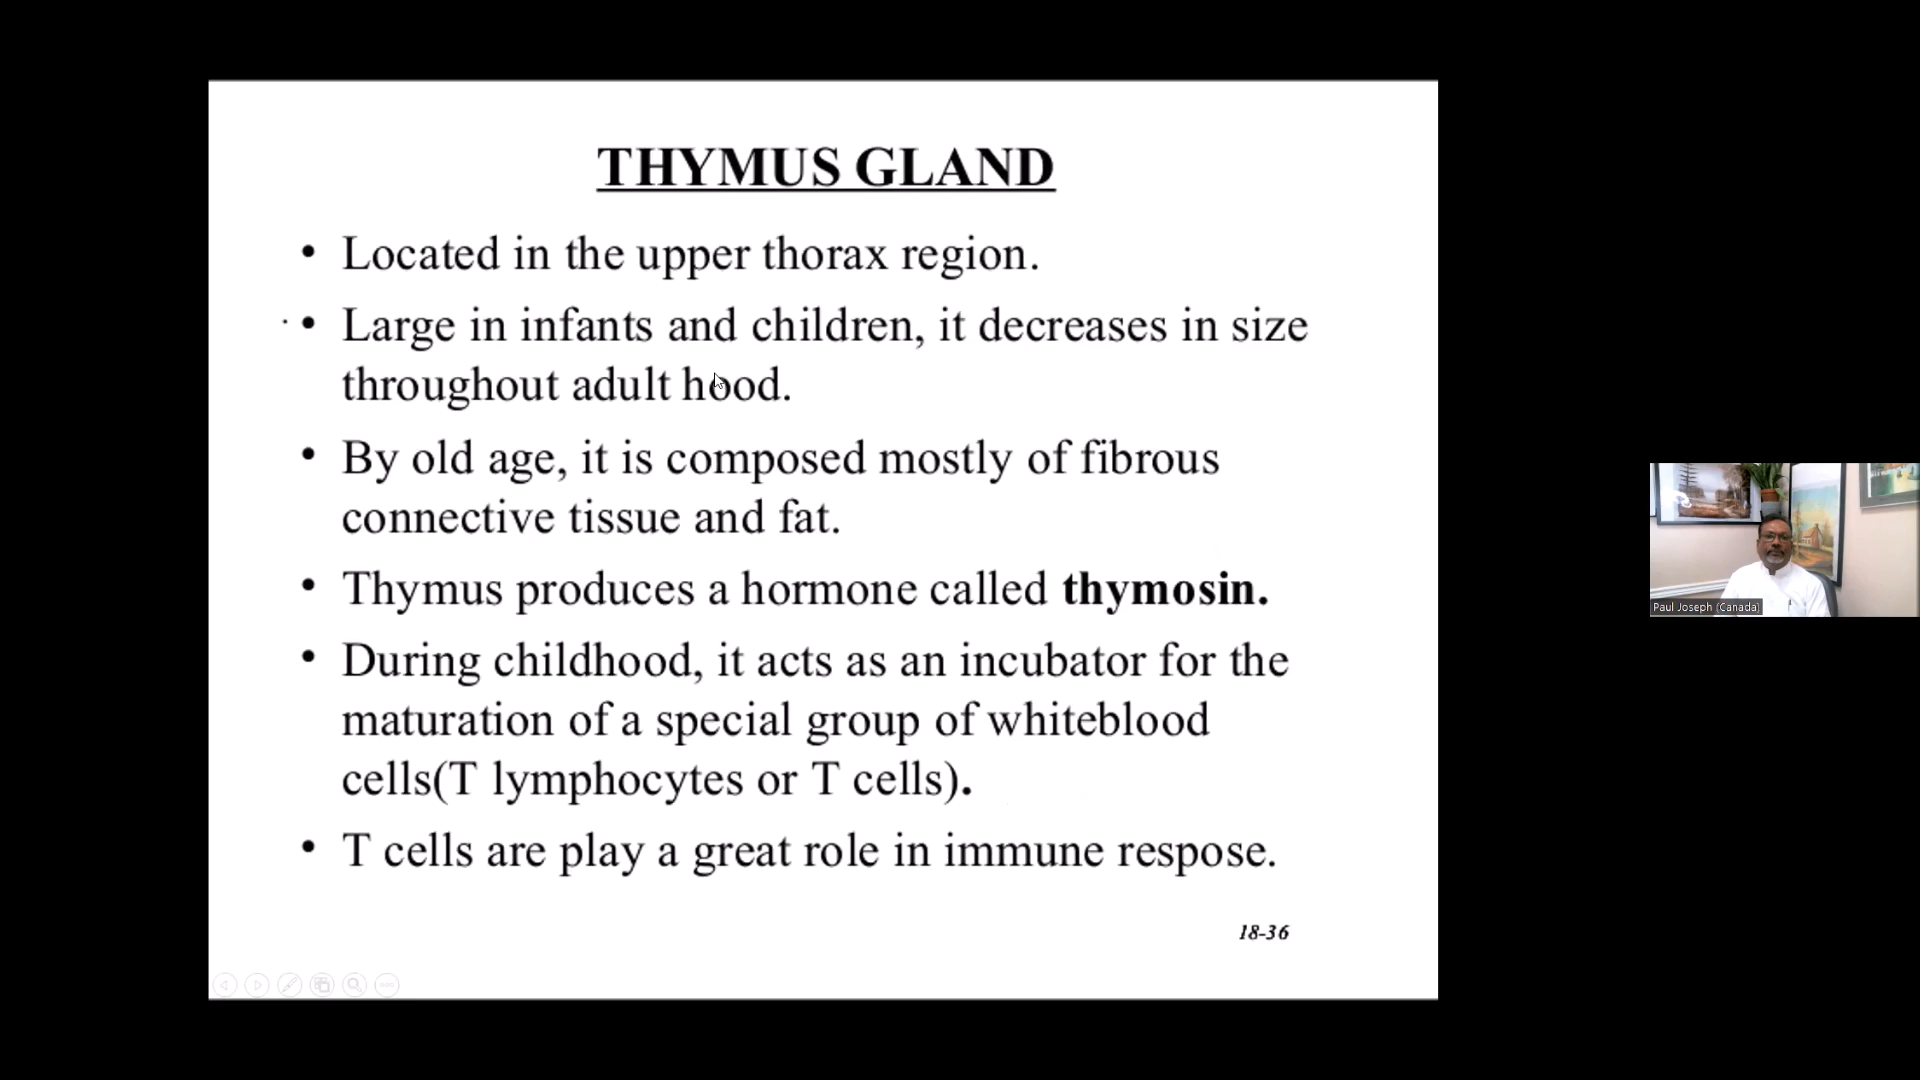 THYMUS GLAND
• Located in the upper thorax region.
• Large in infants and children, it decreases in size
throughout adult hood.
• By old age, it is composed mostly of fibrous
connective tissue and fat.
• Thymus produces a hormone called thymosin.
• During childhood, it acts as an incubator for the
maturation of a special group of whiteblood
cells(T lymphocytes or T cells).
• T cells are play a great role in immune respose.
18-36
Paul Joseph (Canada)